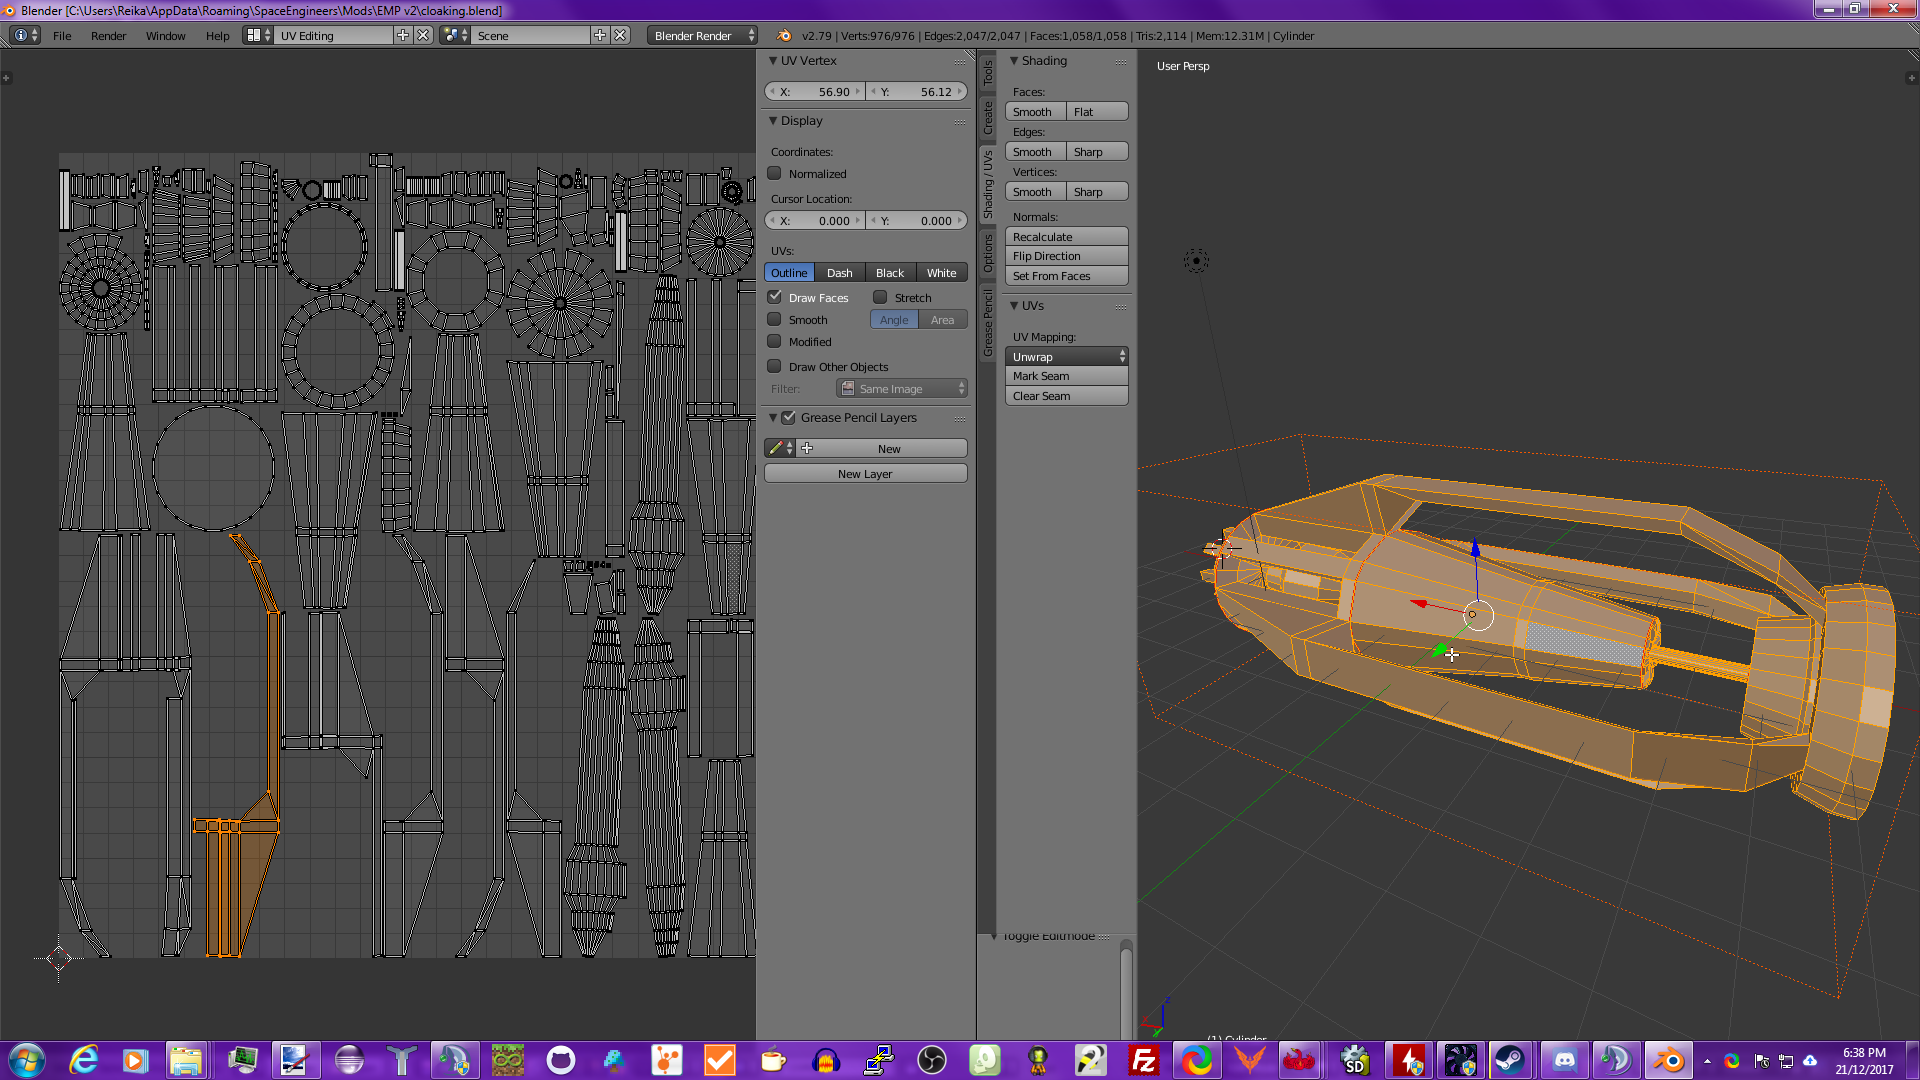 Blender [C:\Users\Reika\AppData\Roaming\SpaceEngineers\Mods\EMP v2\cloaking.blend]
File Render Window Help UV Editing Scene Blender Render v2.79 | Verts:976/976 | Edges:2,047/2,047 | Faces:1,058/1,058 | Tris:2,114 | Mem:12.31M | Cylinder
UV Vertex
X: 56.90 Y: 56.12
Display
Coordinates:
Normalized
Cursor Location:
X: 0.000 Y: 0.000
UVs:
Outline Dash Black White
Draw Faces Stretch
Smooth Angle Area
Modified
Draw Other Objects
Filter: Same Image
Grease Pencil Layers
New
New Layer
Tools
Create
Shading / UVs
Options
Grease Pencil
Shading
Faces:
Smooth Flat
Edges:
Smooth Sharp
Vertices:
Smooth Sharp
Normals:
Recalculate
Flip Direction
Set From Faces
UVs
UV Mapping:
Unwrap
Mark Seam
Clear Seam
Toggle Editmode
User Persp
(1) Cylinder
SD
FZ
6:38 PM
21/12/2017